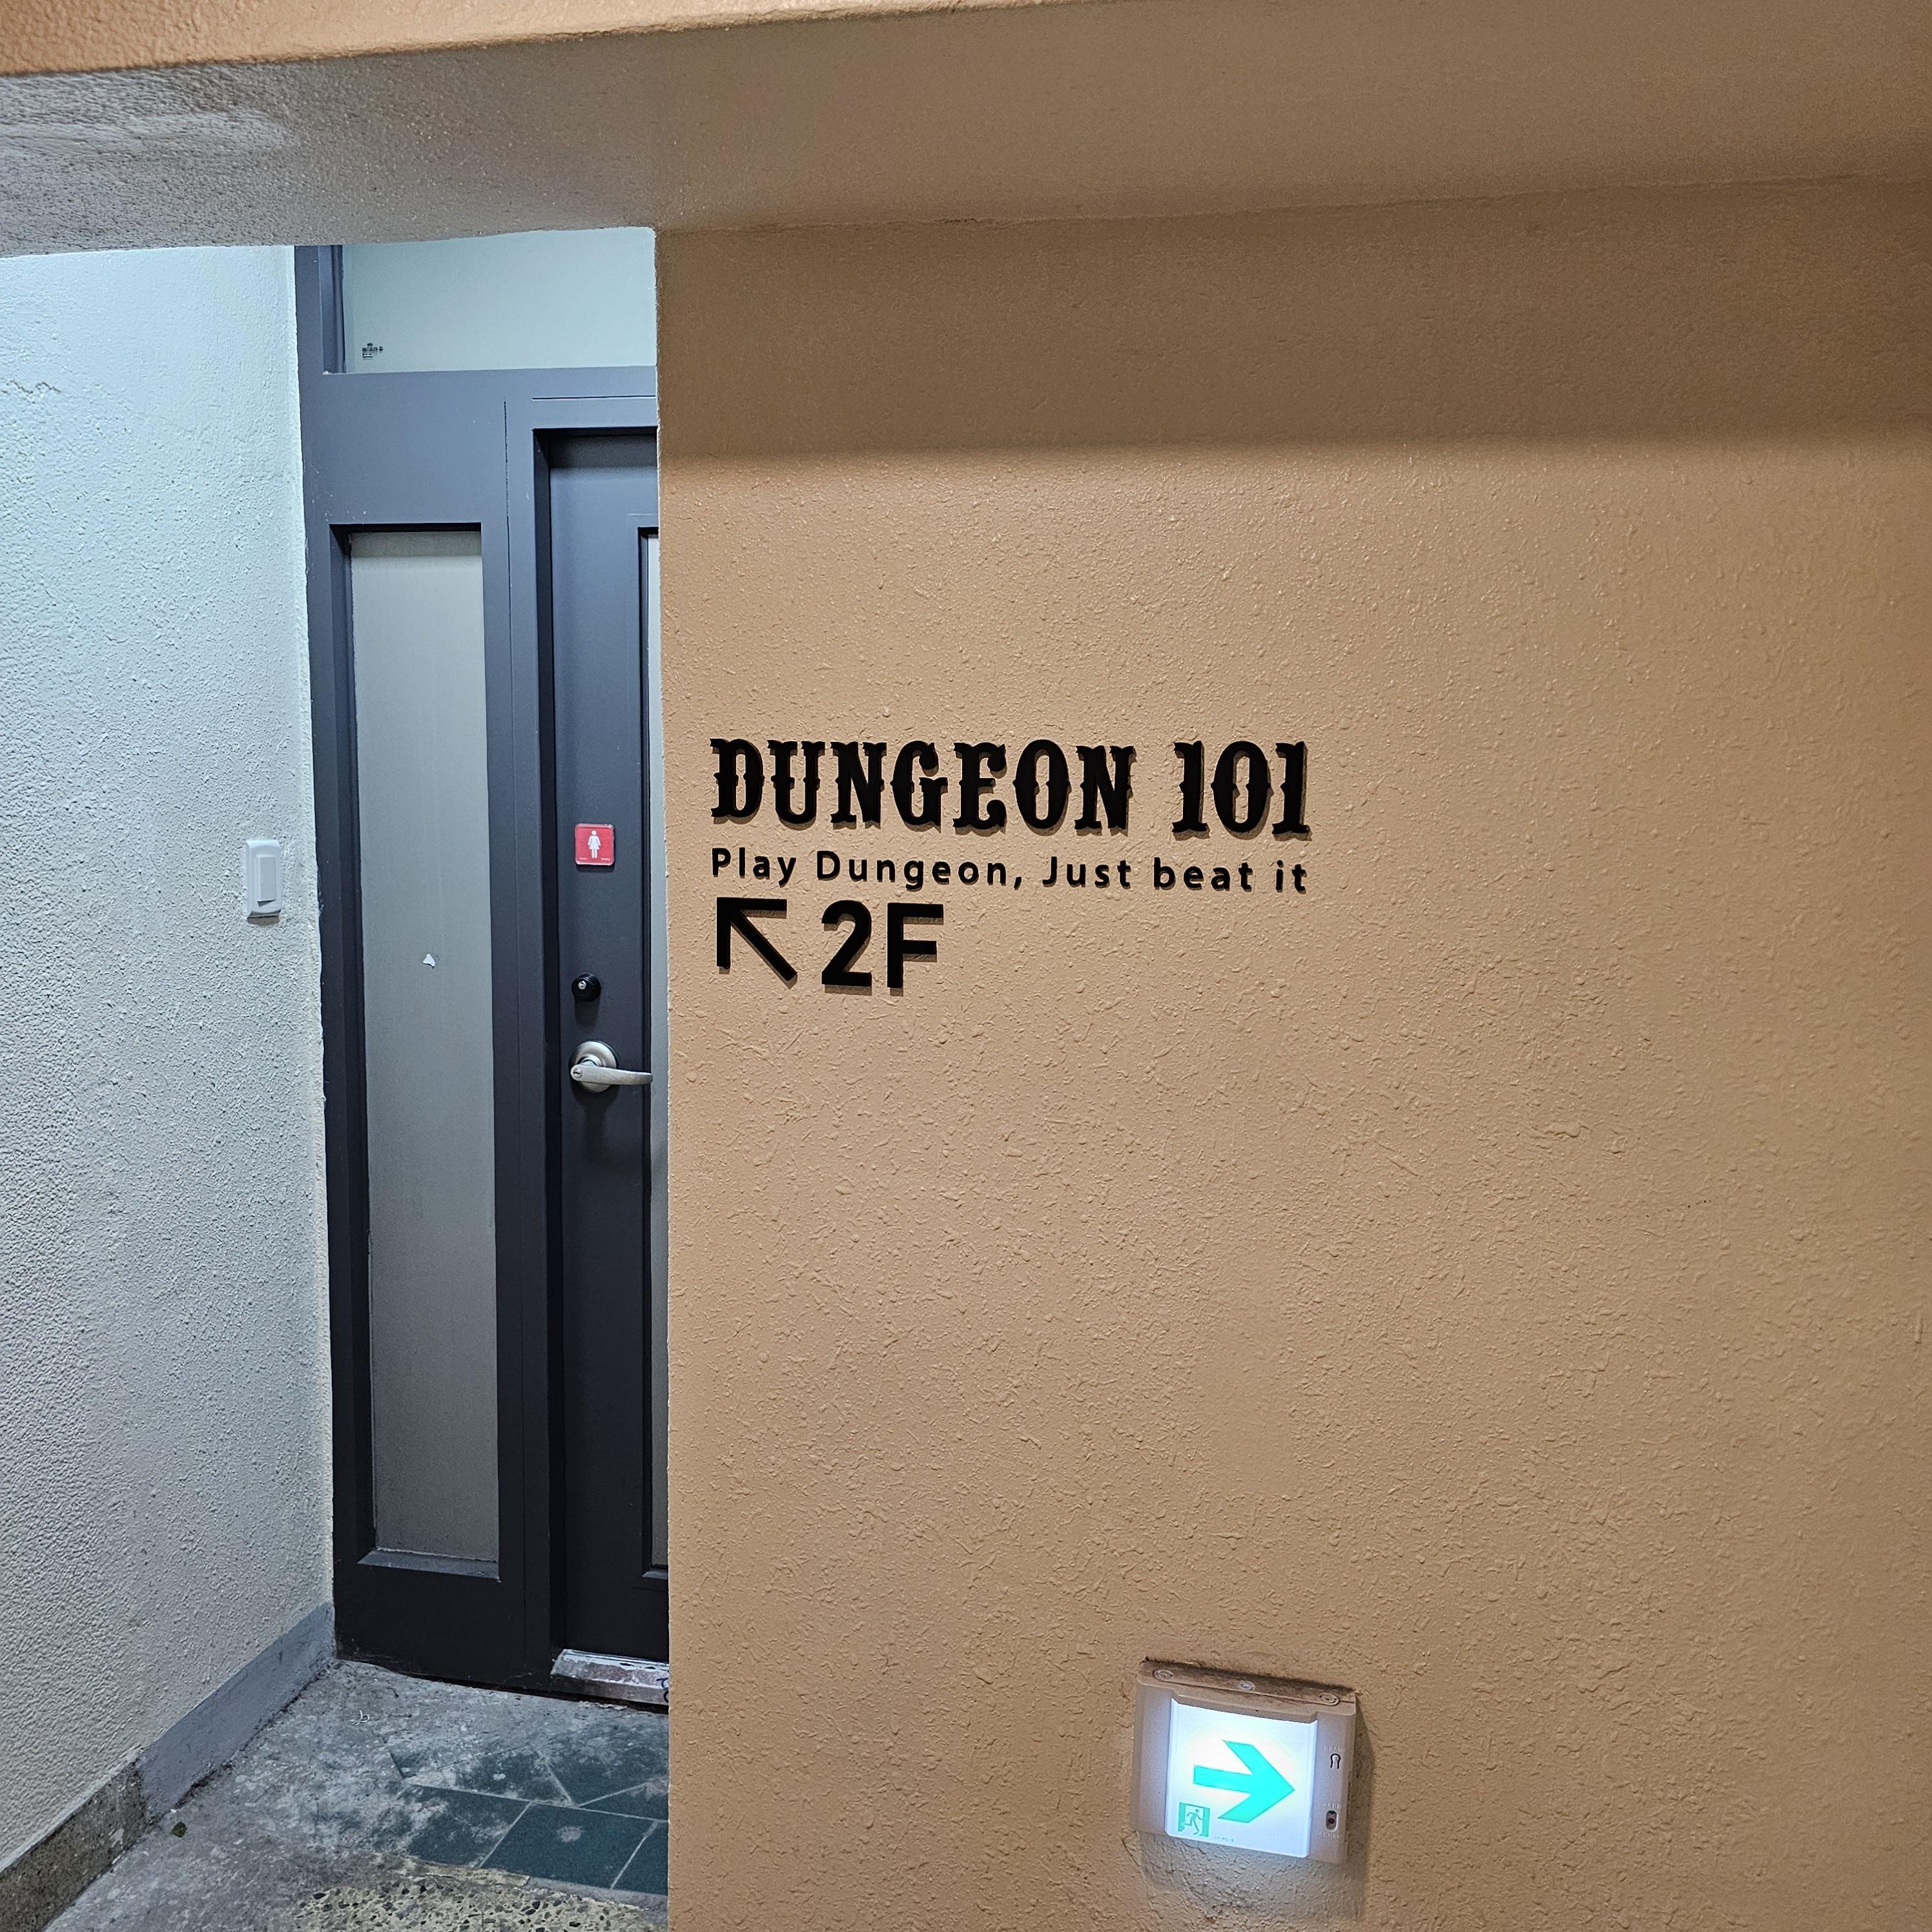 DUNGEON 101
Play Dungeon, Just beat it
2F